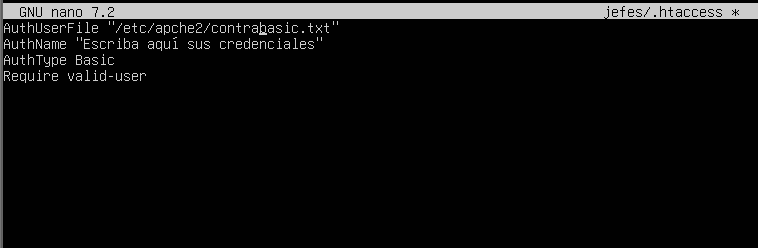 GNU nano 7.2 jefes/.htaccess *
AuthUserFile "/etc/apche2/contrabasic.txt"
AuthName "Escriba aquí sus credenciales"
AuthType Basic
Require valid-user